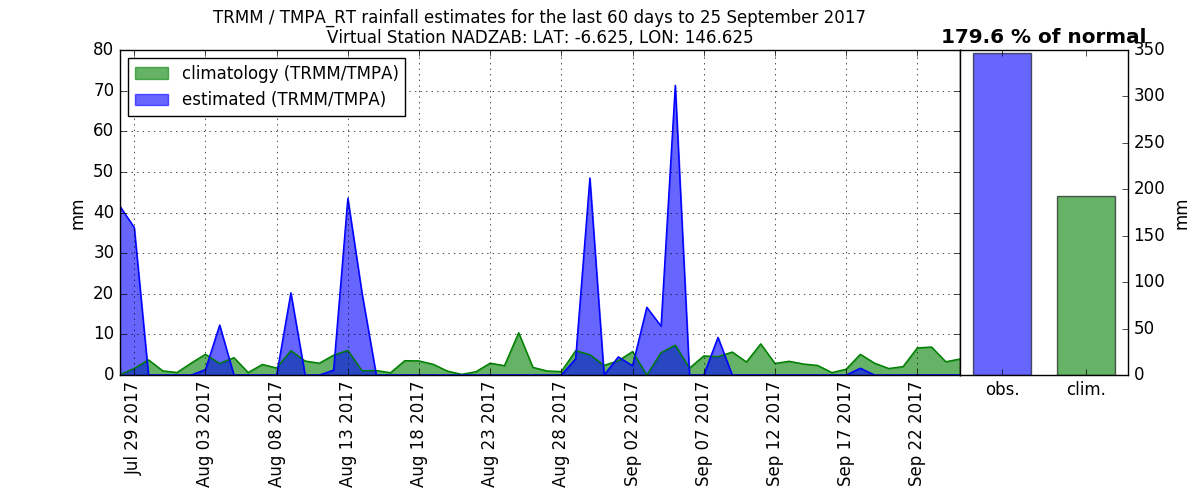 TRMM / TMPA_RT rainfall estimates for the last 60 days to 25 September 2017
Virtual Station NADZAB: LAT: -6.625, LON: 146.625
179.6 % of normal
climatology (TRMM/TMPA)
estimated (TRMM/TMPA)
mm
80
70
60
50
40
30
20
10
0
Jul 29 2017
Aug 03 2017
Aug 08 2017
Aug 13 2017
Aug 18 2017
Aug 23 2017
Aug 28 2017
Sep 02 2017
Sep 07 2017
Sep 12 2017
Sep 17 2017
Sep 22 2017
obs.
clim.
350
300
250
200
150
100
50
0
mm